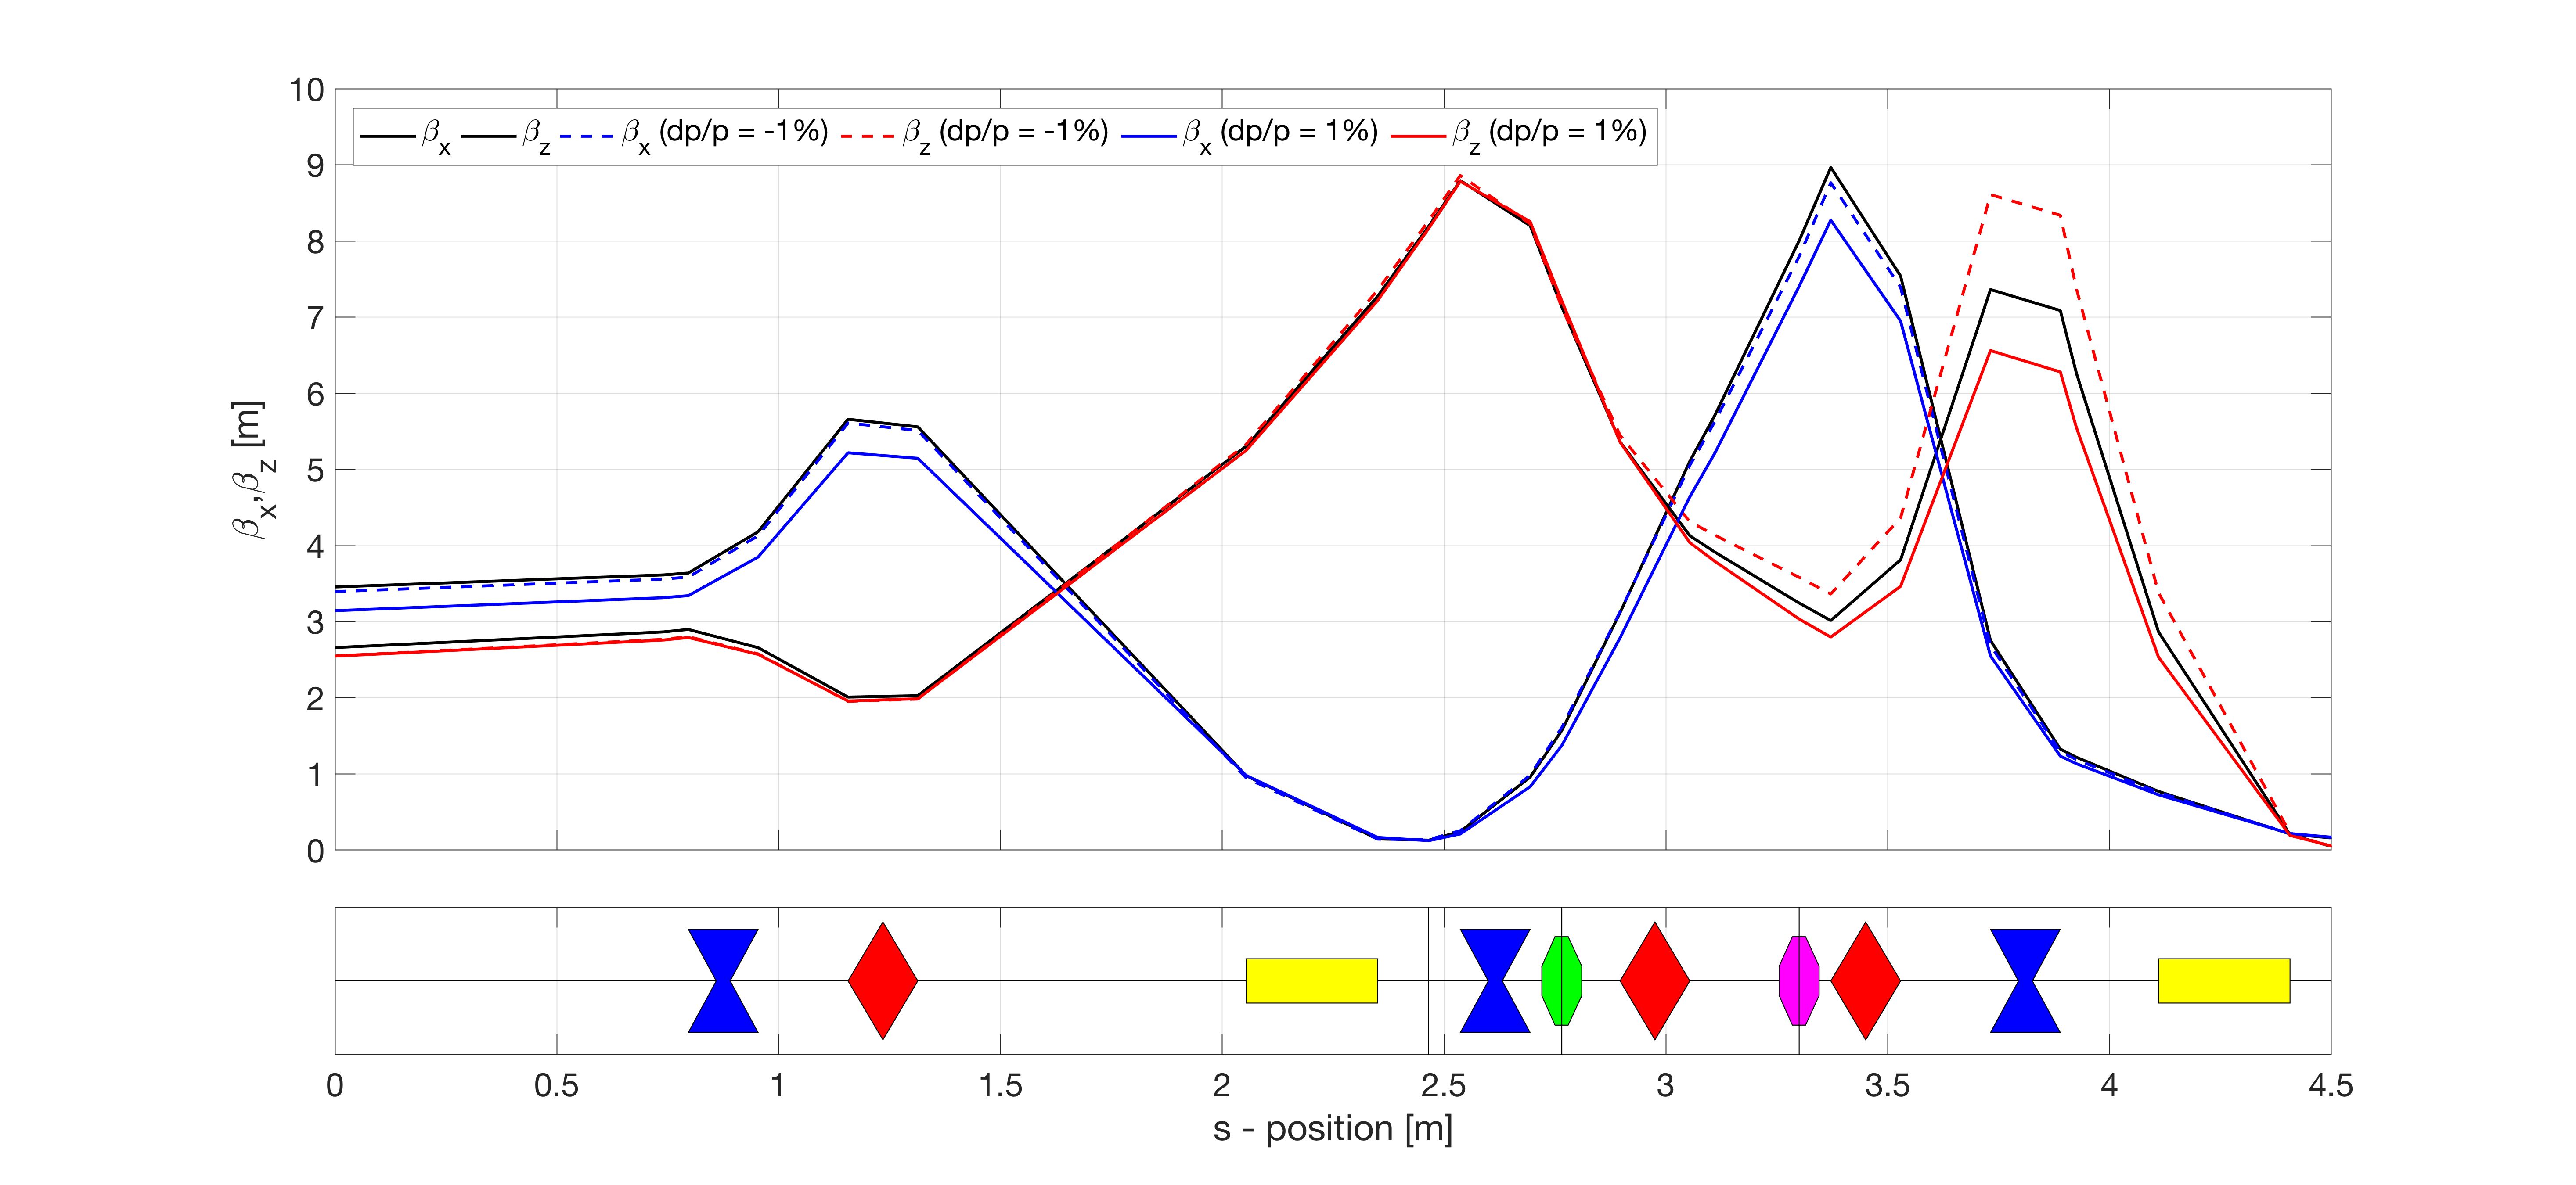 10
9
8
7
6
5
4
3
2
1
0
βx,βz [m]
βx βz βx (dp/p = -1%) βz (dp/p = -1%) βx (dp/p = 1%) βz (dp/p = 1%)
0 0.5 1 1.5 2 2.5 3 3.5 4 4.5
s - position [m]